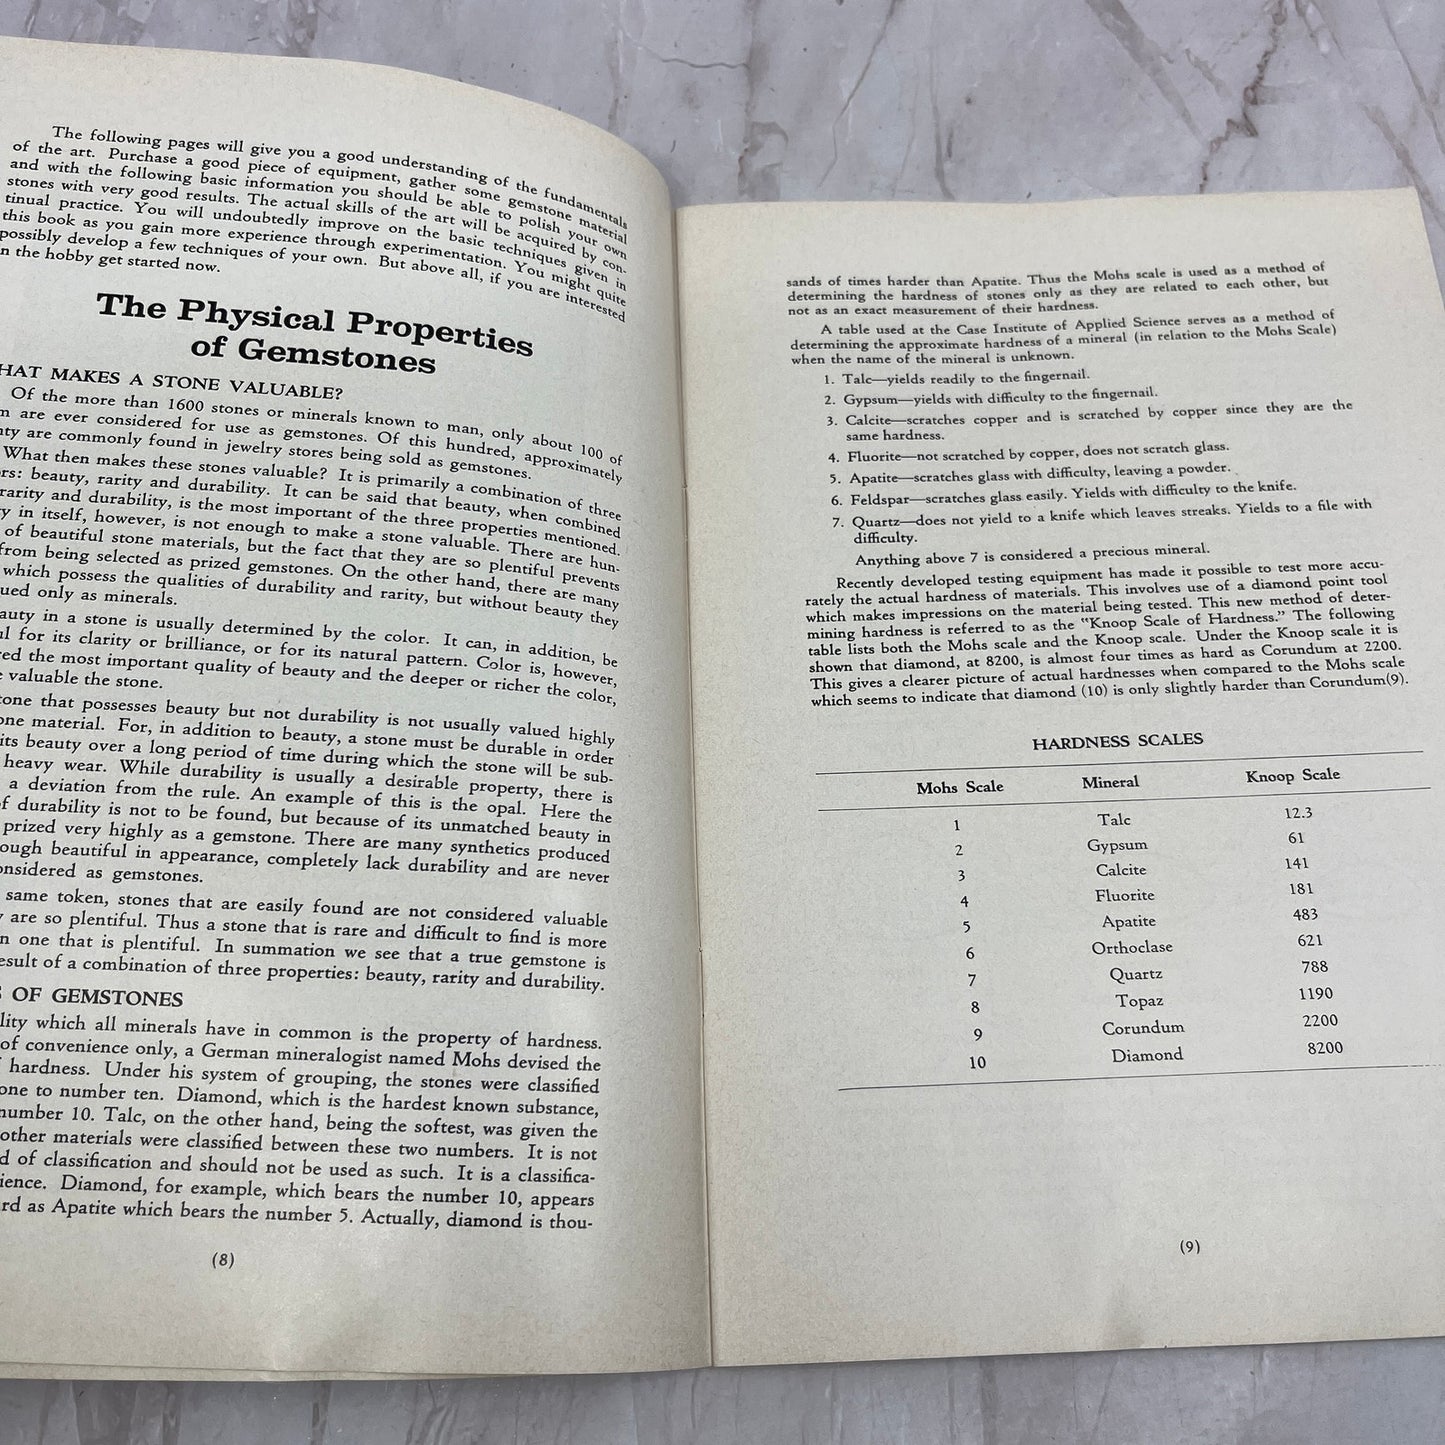 The following pages will give you a good understanding of the fundamentals
of the art. Purchase a good piece of equipment, gather some gemstone material
and with the following basic information you should be able to polish your own
stones with very good results. The actual skills of the art will be acquired by con-
tinual practice. You will undoubtedly improve on the basic techniques given in
this book as you gain more experience through experimentation. You might quite
possibly develop a few techniques of your own. But above all, if you are interested
n the hobby get started now.
The Physical Properties
of Gemstones
HAT MAKES A STONE VALUABLE?
Of the more than 1600 stones or minerals known to man, only about 100 of
m are ever considered for use as gemstones. Of this hundred, approximately
nty are commonly found in jewelry stores being sold as gemstones.
What then makes these stones valuable? It is primarily a combination of three
rs: beauty, rarity and durability. It can be said that beauty, when combined
rarity and durability, is the most important of the three properties mentioned.
y in itself, however, is not enough to make a stone valuable. There are hun-
of beautiful stone materials, but the fact that they are so plentiful prevents
from being selected as prized gemstones. On the other hand, there are many
which possess the qualities of durability and rarity, but without beauty they
ued only as minerals.
auty in a stone is usually determined by the color. It can, in addition, be
ul for its clarity or brilliance, or for its natural pattern. Color is, however,
red the most important quality of beauty and the deeper or richer the color,
e valuable the stone.
tone that possesses beauty but not durability is not usually valued highly
one material. For, in addition to beauty, a stone must be durable in order
its beauty over a long period of time during which the stone will be sub-
heavy wear. While durability is usually a desirable property, there is
a deviation from the rule. An example of this is the opal. Here the
f durability is not to be found, but because of its unmatched beauty in
prized very highly as a gemstone. There are many synthetics produced
ough beautiful in appearance, completely lack durability and are never
onsidered as gemstones.
same token, stones that are easily found are not considered valuable
y are so plentiful. Thus a stone that is rare and difficult to find is more
n one that is plentiful. In summation we see that a true gemstone is
esult of a combination of three properties: beauty, rarity and durability.
S OF GEMSTONES
lity which all minerals have in common is the property of hardness.
of convenience only, a German mineralogist named Mohs devised the
f hardness. Under his system of grouping, the stones were classified
one to number ten. Diamond, which is the hardest known substance,
number 10. Talc, on the other hand, being the softest, was given the
other materials were classified between these two numbers. It is not
d of classification and should not be used as such. It is a classifica-
ience. Diamond, for example, which bears the number 10, appears
rd as Apatite which bears the number 5. Actually, diamond is thou-
(8)
sands of times harder than Apatite. Thus the Mohs scale is used as a method of
determining the hardness of stones only as they are related to each other, but
not as an exact measurement of their hardness.
A table used at the Case Institute of Applied Science serves as a method of
determining the approximate hardness of a mineral (in relation to the Mohs Scale)
when the name of the mineral is unknown.
1. Talc—yields readily to the fingernail.
2. Gypsum—yields with difficulty to the fingernail.
3. Calcite—scratches copper and is scratched by copper since they are the
same hardness.
4. Fluorite—not scratched by copper, does not scratch glass.
5. Apatite—scratches glass with difficulty, leaving a powder.
6. Feldspar—scratches glass easily. Yields with difficulty to the knife.
7. Quartz—does not yield to a knife which leaves streaks. Yields to a file with
difficulty.
Anything above 7 is considered a precious mineral.
Recently developed testing equipment has made it possible to test more accu-
rately the actual hardness of materials. This involves use of a diamond point tool
which makes impressions on the material being tested. This new method of deter-
mining hardness is referred to as the "Knoop Scale of Hardness." The following
table lists both the Mohs scale and the Knoop scale. Under the Knoop scale it is
shown that diamond, at 8200, is almost four times as hard as Corundum at 2200.
This gives a clearer picture of actual hardnesses when compared to the Mohs scale
which seems to indicate that diamond (10) is only slightly harder than Corundum(9).
HARDNESS SCALES
Mohs Scale Mineral Knoop Scale
1 Talc 12.3
2 Gypsum 61
3 Calcite 141
4 Fluorite 181
5 Apatite 483
6 Orthoclase 621
7 Quartz 788
8 Topaz 1190
9 Corundum 2200
10 Diamond 8200
(9)